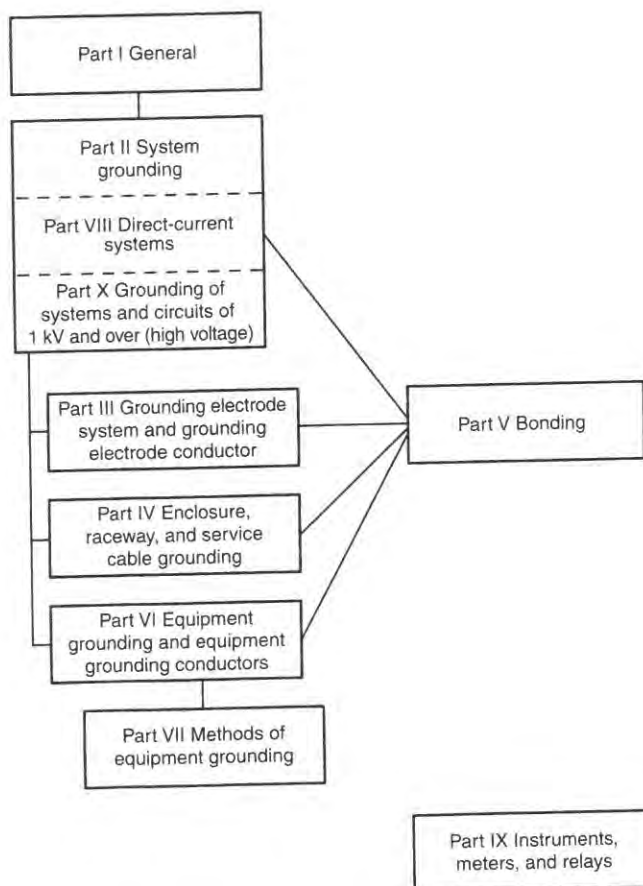 Part I General
Part II System
grounding
Part VIII Direct-current
systems
Part X Grounding of
systems and circuits of
1 kV and over (high voltage)
Part III Grounding electrode
system and grounding
electrode conductor
Part V Bonding
Part IV Enclosure,
raceway, and service
cable grounding
Part VI Equipment
grounding and equipment
grounding conductors
Part VII Methods of
equipment grounding
Part IX Instruments,
meters, and relays